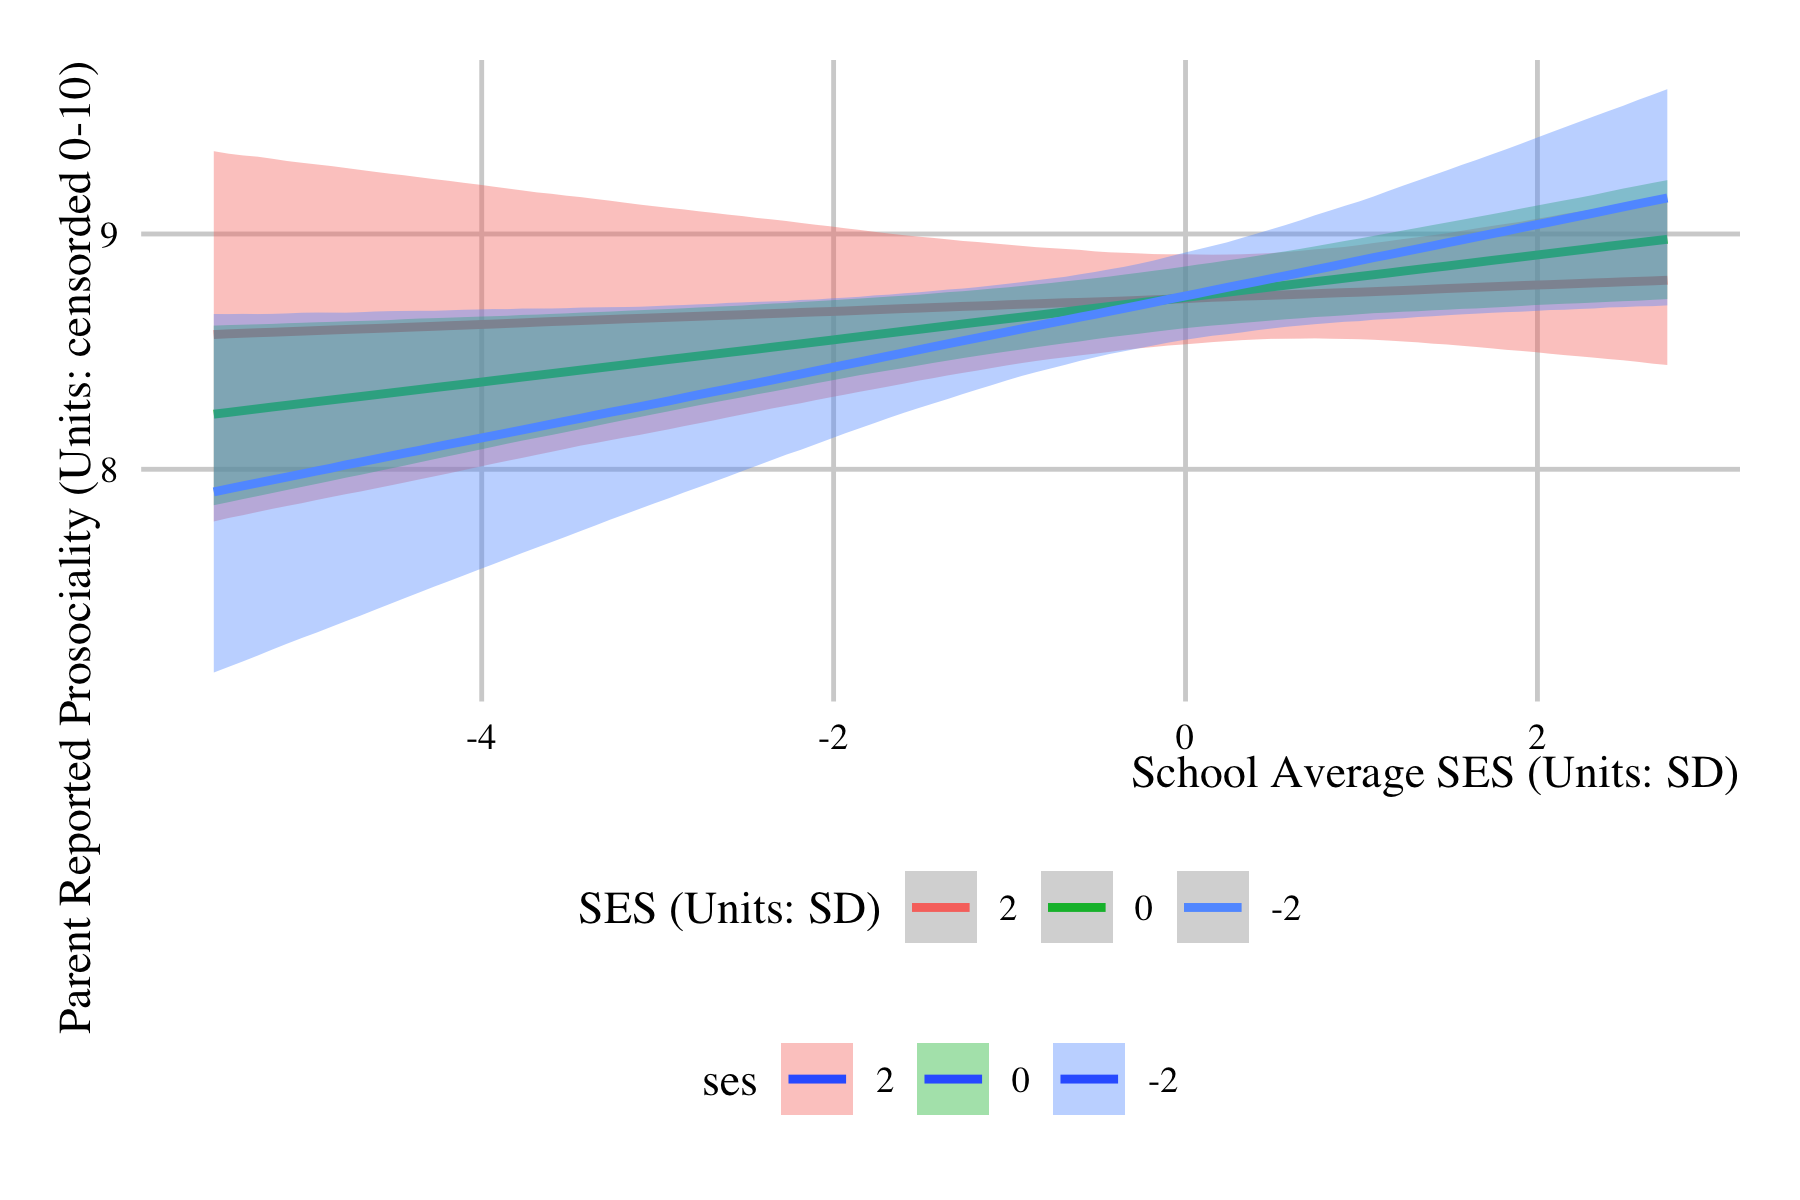 Parent Reported Prosociality (Units: censorded 0-10)
9
8
-4 -2 0 2
School Average SES (Units: SD)
SES (Units: SD) 2 0 -2
ses 2 0 -2